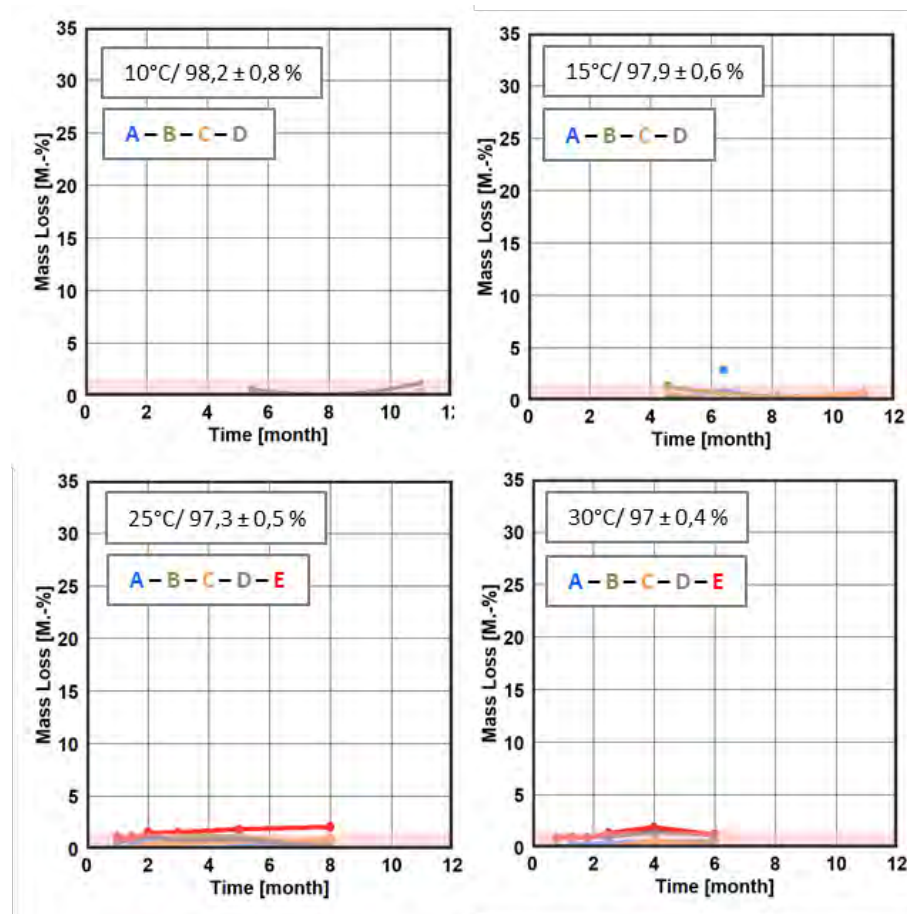 35
30
25
20
15
10
5
0
Mass Loss [M.-%]
10°C/ 98,2 ± 0,8 %
A – B – C – D
0 2 4 6 8 10 12
Time [month]
35
30
25
20
15
10
5
0
Mass Loss [M.-%]
15°C/ 97,9 ± 0,6 %
A – B – C – D
0 2 4 6 8 10 12
Time [month]
35
30
25
20
15
10
5
0
Mass Loss [M.-%]
25°C/ 97,3 ± 0,5 %
A – B – C – D – E
0 2 4 6 8 10 12
Time [month]
35
30
25
20
15
10
5
0
Mass Loss [M.-%]
30°C/ 97 ± 0,4 %
A – B – C – D – E
0 2 4 6 8 10 12
Time [month]